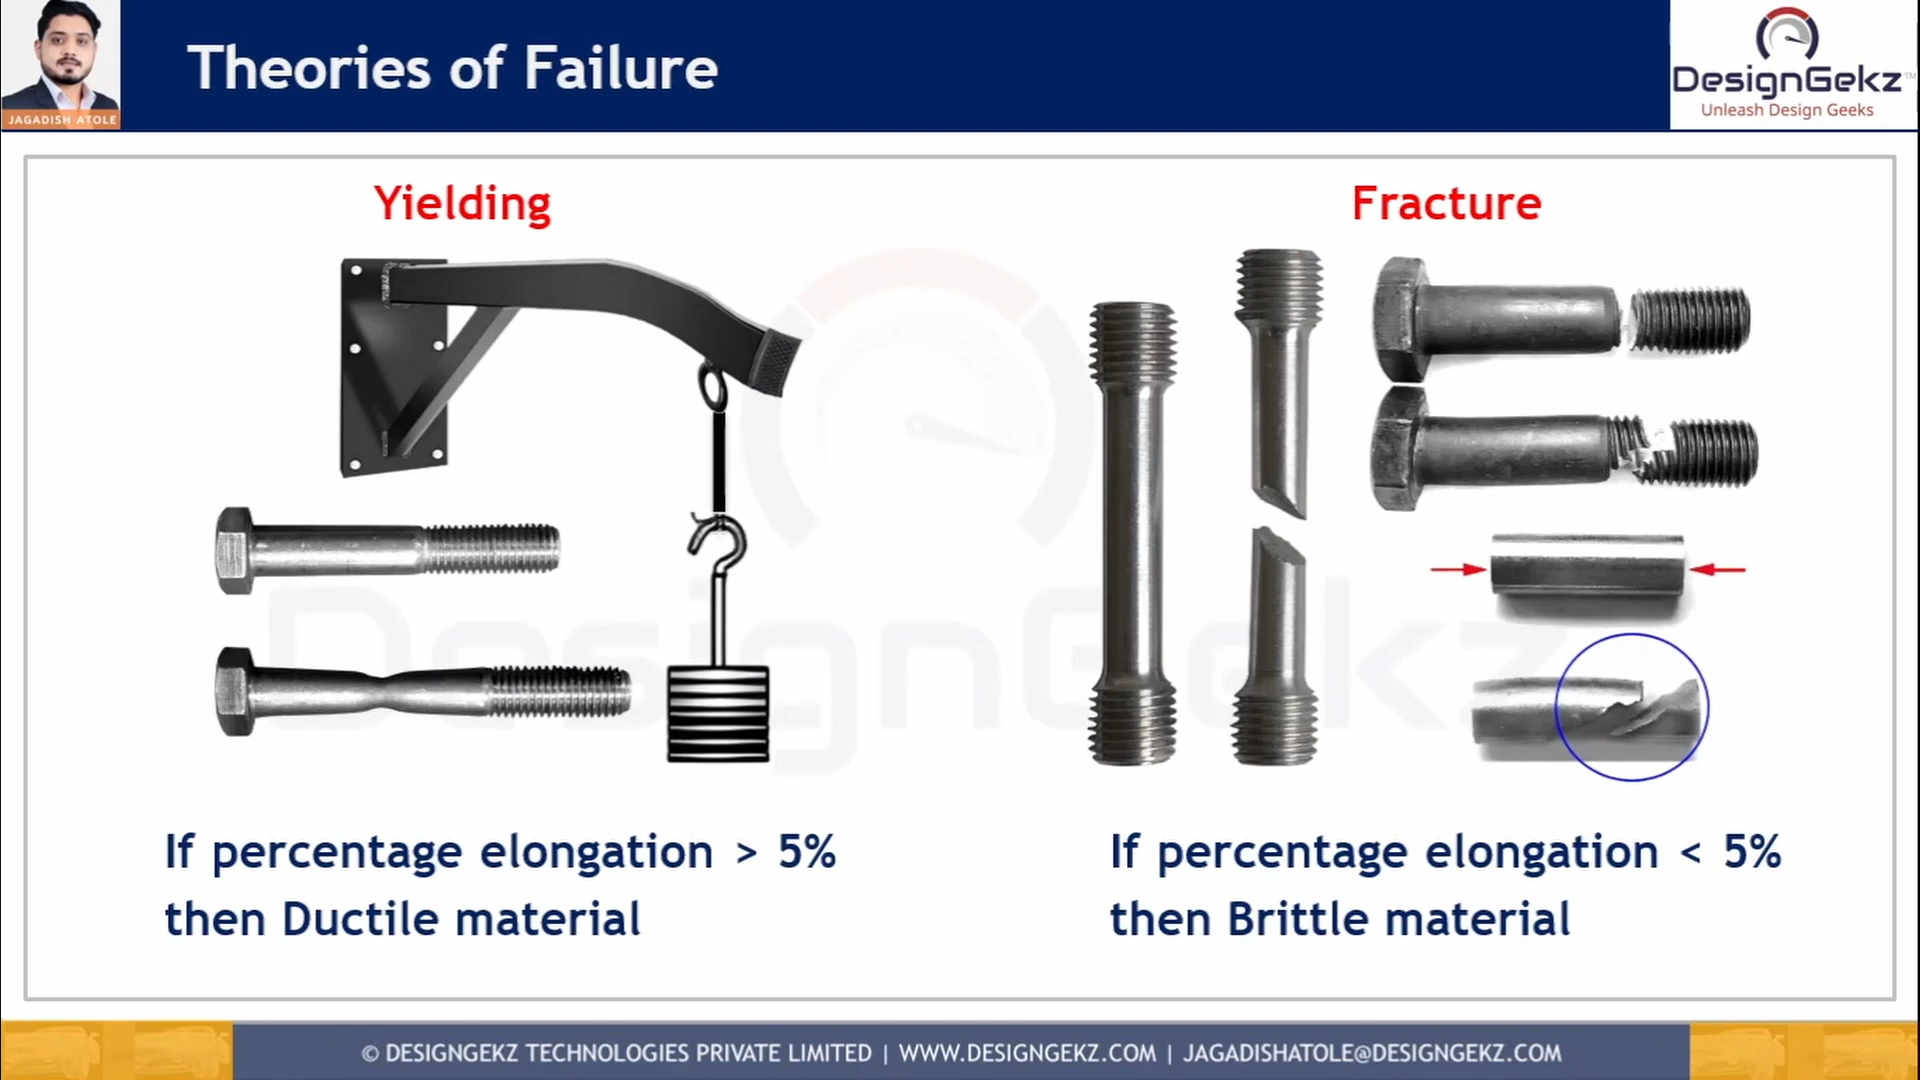 Theories of Failure
JAGADISH ATOLE
DesignGekz™
Unleash Design Geeks
Yielding
Fracture
DesignGekz
If percentage elongation > 5%
then Ductile material
If percentage elongation < 5%
then Brittle material
© DESIGNGEKZ TECHNOLOGIES PRIVATE LIMITED | WWW.DESIGNGEKZ.COM | JAGADISHATOLE@DESIGNGEKZ.COM